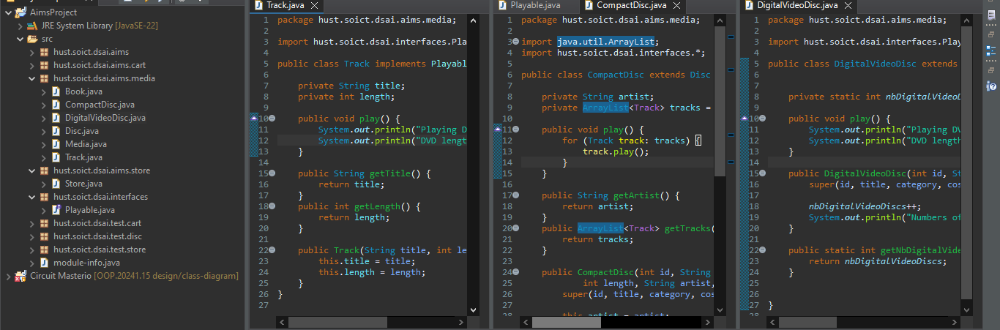 AimsProject
JRE System Library [JavaSE-22]
src
hust.soict.dsai.aims
hust.soict.dsai.aims.cart
hust.soict.dsai.aims.media
Book.java
CompactDisc.java
DigitalVideoDisc.java
Disc.java
Media.java
Track.java
hust.soict.dsai.aims.store
Store.java
hust.soict.dsai.interfaces
Playable.java
hust.soict.dsai.test.cart
hust.soict.dsai.test.disc
hust.soict.dsai.test.store
module-info.java
Circuit Masterio [OOP.20241.15 design/class-diagram]
Track.java
1 package hust.soict.dsai.aims.media;
2
3 import hust.soict.dsai.interfaces.Pla
4
5 public class Track implements Playabl
6
7 private String title;
8 private int length;
9
10 public void play() {
11 System.out.println("Playing D
12 System.out.println("DVD lengt
13 }
14
15 public String getTitle() {
16 return title;
17 }
18 public int getLength() {
19 return length;
20 }
21
22 public Track(String title, int le
23 this.title = title;
24 this.length = length;
25 }
26 }
27
Playable.java
CompactDisc.java
1 package hust.soict.dsai.aims.media;
2
3 import java.util.ArrayList;
4 import hust.soict.dsai.interfaces.*;
5
6 public class CompactDisc extends Disc
7
8 private String artist;
9 private ArrayList<Track> tracks =
10
11 public void play() {
12 for (Track track: tracks) {
13 track.play();
14 }
15 }
16
17 public String getArtist() {
18 return artist;
19 }
20 public ArrayList<Track> getTracks(
21 return tracks;
22 }
23
24 public CompactDisc(int id, String
25 int length, String artist,
26 super(id, title, category, cos
27
28 this.artist = artist;
DigitalVideoDisc.java
1 package hust.soict.dsai.aims.media;
2
3 import hust.soict.dsai.interfaces.Play
4
5 public class DigitalVideoDisc extends
6
7
8 private static int nbDigitalVideoD
9
10 public void play() {
11 System.out.println("Playing DV
12 System.out.println("DVD lengt
13 }
14
15 public DigitalVideoDisc(int id, St
16 super(id, title, category, cos
17
18 nbDigitalVideoDiscs++;
19 System.out.println("Numbers of
20 }
21
22 public static int getNbDigitalVide
23 return nbDigitalVideoDiscs;
24 }
25
26
27 }
28